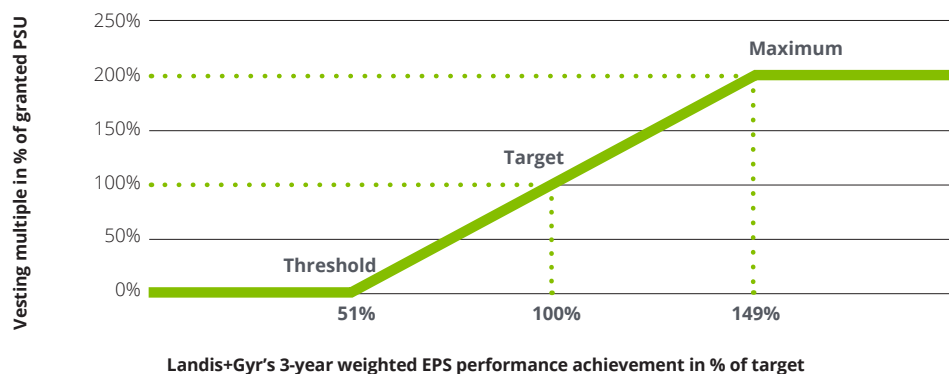 Vesting multiple in % of granted PSU
250%
Maximum
200%
150%
Target
100%
50%
Threshold
0%
51%
100%
149%
Landis+Gyr’s 3-year weighted EPS performance achievement in % of target